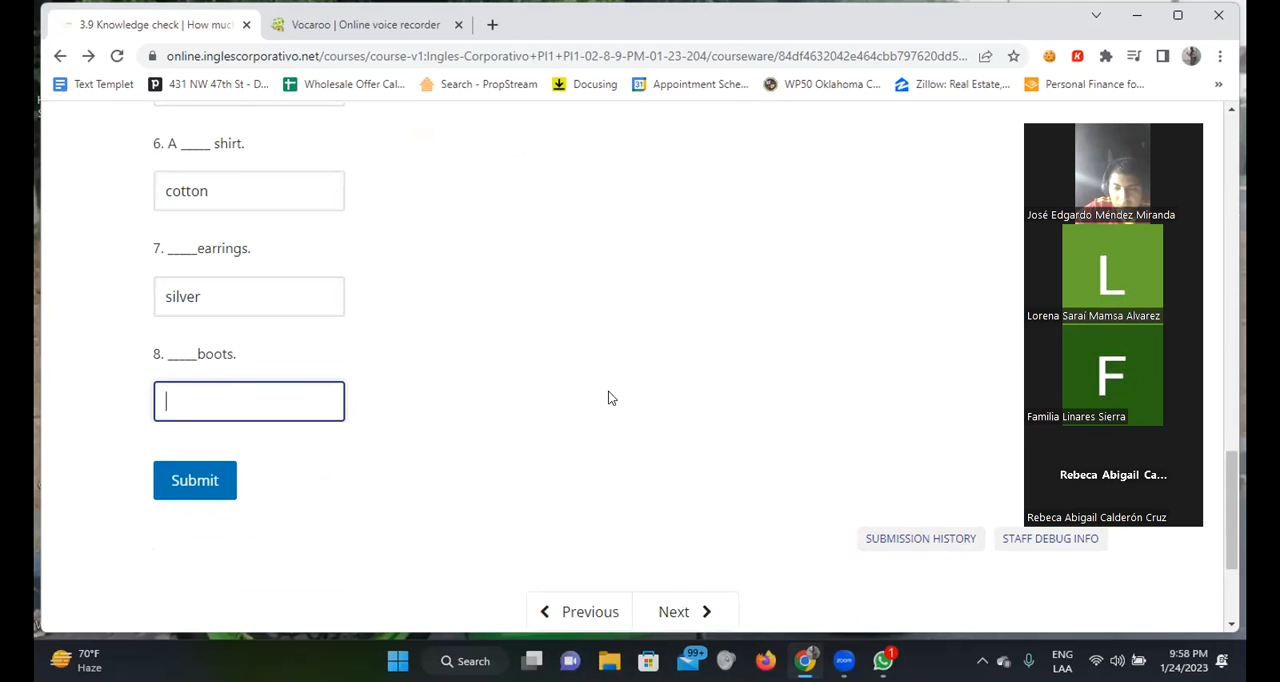 3.9 Knowledge check | How muc
Vocaroo | Online voice recorder
online.inglescorporativo.net/courses/course-v1:Ingles-Corporativo+PI1+PI1-02-8-9-PM-01-23-204/courseware/84df4632042e464cbb797620dd5...
Text Templet
431 NW 47th St - D...
Wholesale Offer Cal...
Search - PropStream
Docusing
Appointment Sche...
WP50 Oklahoma C...
Zillow: Real Estate,...
Personal Finance fo...
»
6. A ____ shirt.
cotton
7. ____earrings.
silver
8. ____boots.
Submit
SUBMISSION HISTORY
STAFF DEBUG INFO
Previous
Next
José Edgardo Méndez Miranda
L
Lorena Saraí Mamsa Alvarez
F
Familia Linares Sierra
Rebeca Abigail Ca...
Rebeca Abigail Calderón Cruz
70°F
Haze
Search
99+
1
ENG
LAA
9:58 PM
1/24/2023